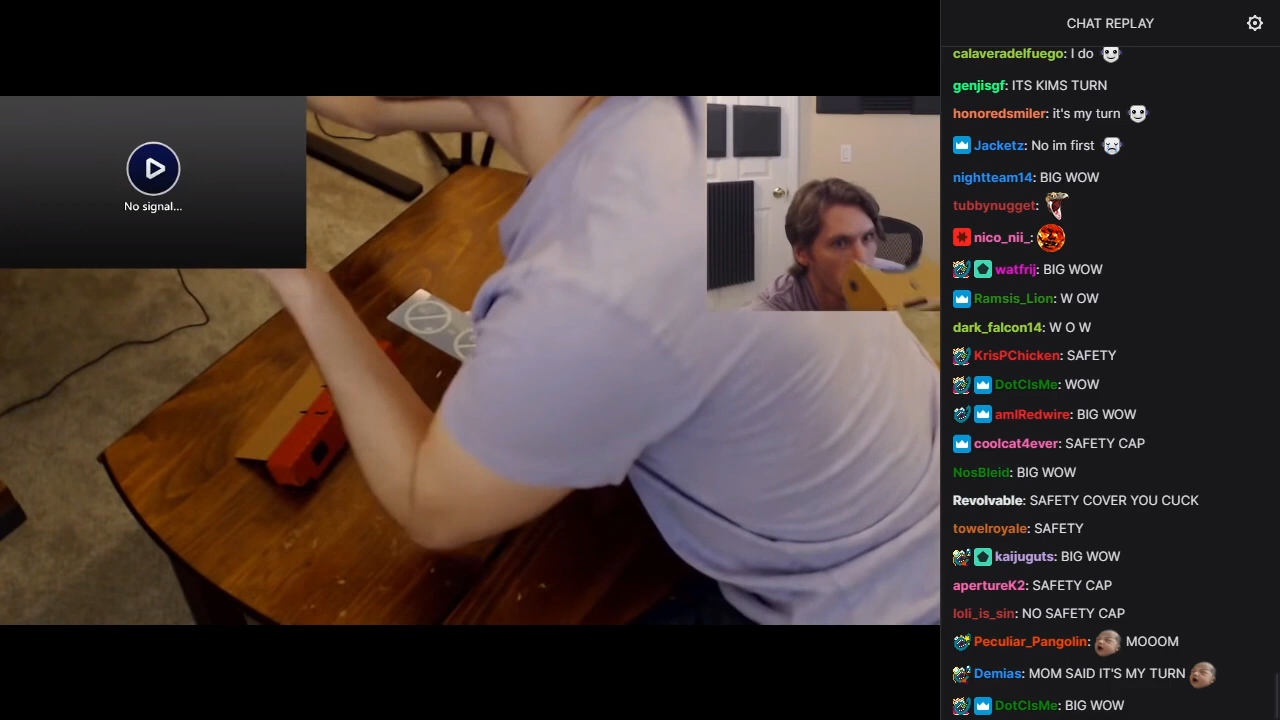 CHAT REPLAY
calaveradelfuego: I do
genjisgf: ITS KIMS TURN
honoredsmiler: it's my turn
Jacketz: No im first
nightteam14: BIG WOW
tubbynugget:
nico_nii_:
watfrij: BIG WOW
Ramsis_Lion: W OW
dark_falcon14: W O W
KrisPChicken: SAFETY
DotCIsMe: WOW
amIRedwire: BIG WOW
coolcat4ever: SAFETY CAP
NosBleid: BIG WOW
Revolvable: SAFETY COVER YOU CUCK
towelroyale: SAFETY
kaijuguts: BIG WOW
apertureK2: SAFETY CAP
loli_is_sin: NO SAFETY CAP
Peculiar_Pangolin: MOOOM
Demias: MOM SAID IT'S MY TURN
DotCIsMe: BIG WOW
No signal...